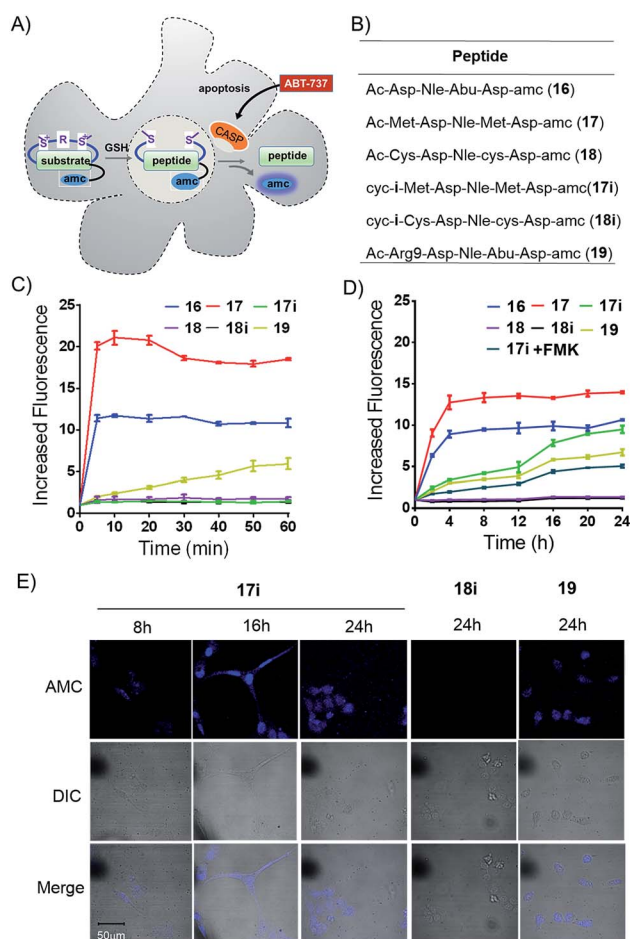 A)
apoptosis
ABT-737
CASP
S+ R S+
GSH
S S
substrate
peptide
peptide
amc
amc
amc
B)
Peptide
Ac-Asp-Nle-Abu-Asp-amc (16)
Ac-Met-Asp-Nle-Met-Asp-amc (17)
Ac-Cys-Asp-Nle-cys-Asp-amc (18)
cyc-i-Met-Asp-Nle-Met-Asp-amc(17i)
cyc-i-Cys-Asp-Nle-cys-Asp-amc (18i)
Ac-Arg9-Asp-Nle-Abu-Asp-amc (19)
C)
Increased Fluorescence
25
20
15
10
5
0
16 17 17i
18 18i 19
0 10 20 30 40 50 60
Time (min)
D)
Increased Fluorescence
25
20
15
10
5
0
16 17 17i
18 18i 19
17i +FMK
0 4 8 12 16 20 24
Time (h)
E)
17i 18i 19
8h 16h 24h 24h 24h
AMC
DIC
Merge
50μm